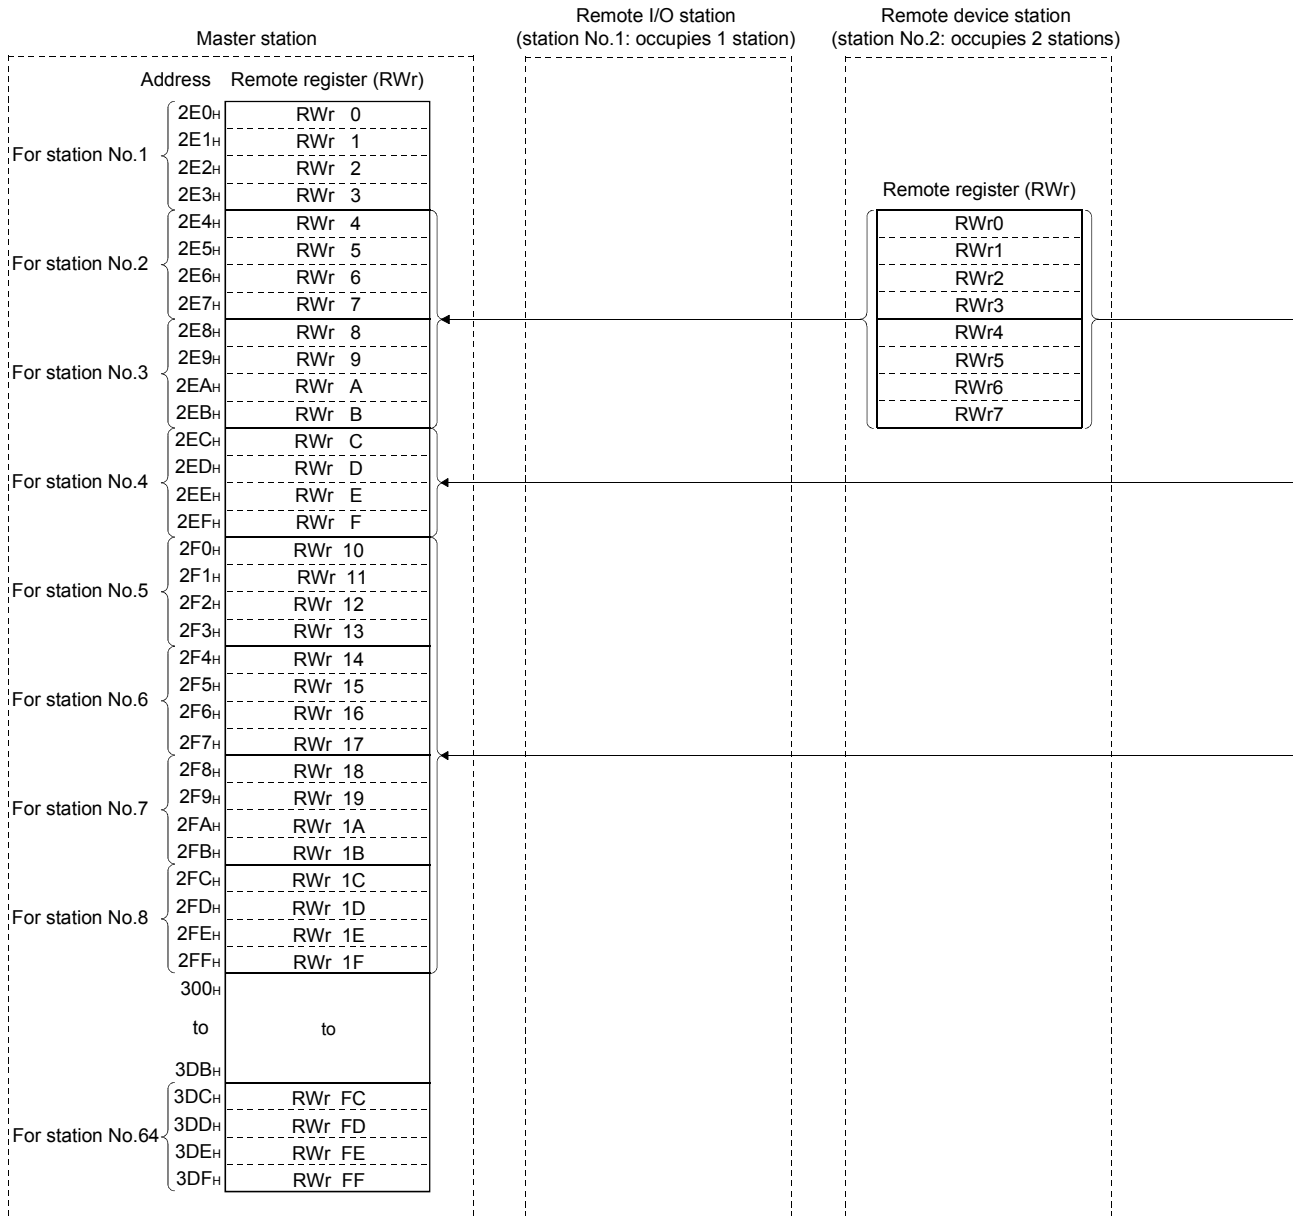 Master station
Remote I/O station
(station No.1: occupies 1 station)
Remote device station
(station No.2: occupies 2 stations)
Address Remote register (RWr)
For station No.1
2E0H RWr 0
2E1H RWr 1
2E2H RWr 2
2E3H RWr 3
For station No.2
2E4H RWr 4
2E5H RWr 5
2E6H RWr 6
2E7H RWr 7
For station No.3
2E8H RWr 8
2E9H RWr 9
2EAH RWr A
2EBH RWr B
For station No.4
2ECH RWr C
2EDH RWr D
2EEH RWr E
2EFH RWr F
For station No.5
2F0H RWr 10
2F1H RWr 11
2F2H RWr 12
2F3H RWr 13
For station No.6
2F4H RWr 14
2F5H RWr 15
2F6H RWr 16
2F7H RWr 17
For station No.7
2F8H RWr 18
2F9H RWr 19
2FAH RWr 1A
2FBH RWr 1B
For station No.8
2FCH RWr 1C
2FDH RWr 1D
2FEH RWr 1E
2FFH RWr 1F
300H
to to
3DBH
For station No.64
3DCH RWr FC
3DDH RWr FD
3DEH RWr FE
3DFH RWr FF
Remote register (RWr)
RWr0
RWr1
RWr2
RWr3
RWr4
RWr5
RWr6
RWr7